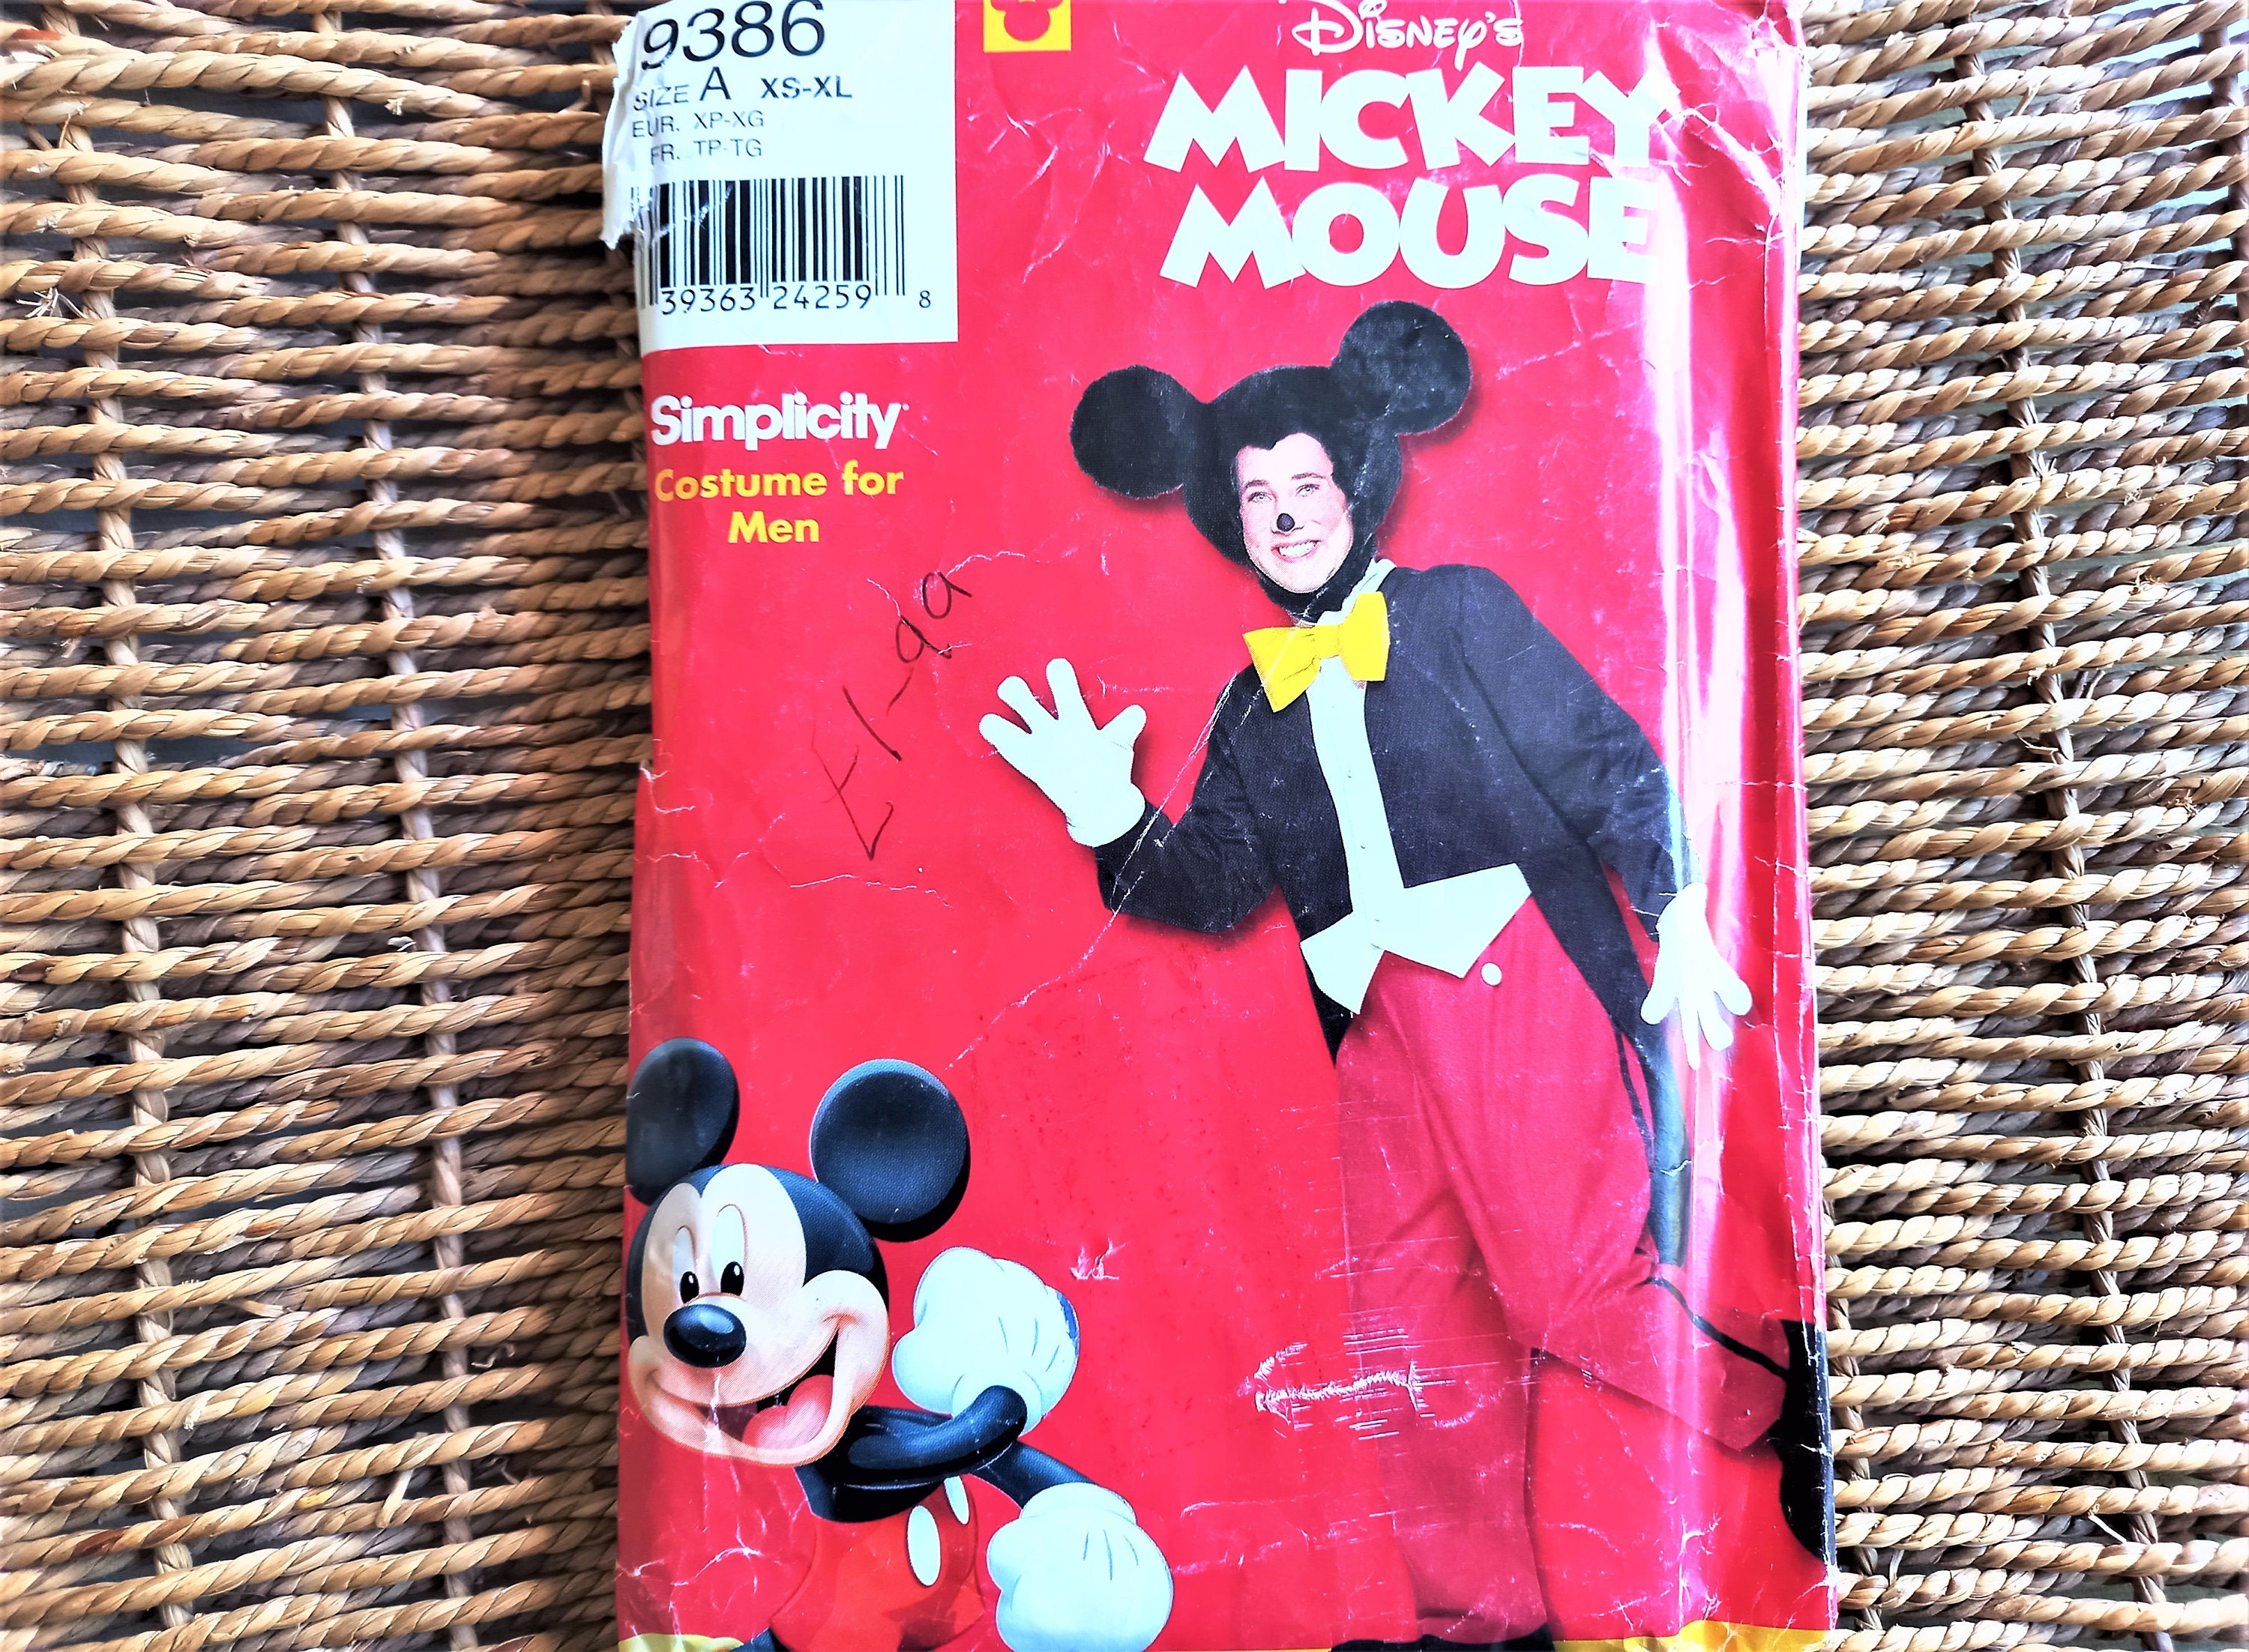 9386
SIZE A XS-XL
EUR. XP-XG
FR. TP-TG
39363 24259 8
Simplicity
Costume for
Men
DISNEY'S
MICKEY
MOUSE